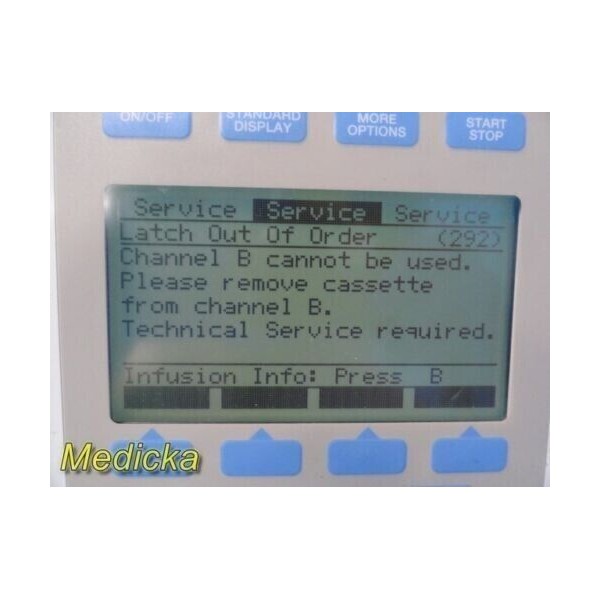 ON/OFF
STANDARD
DISPLAY
MORE
OPTIONS
START
STOP
Service Service Service
Latch Out Of Order (292)
Channel B cannot be used.
Please remove cassette
from channel B.
Technical Service required.
Infusion Info: Press B
Medicka